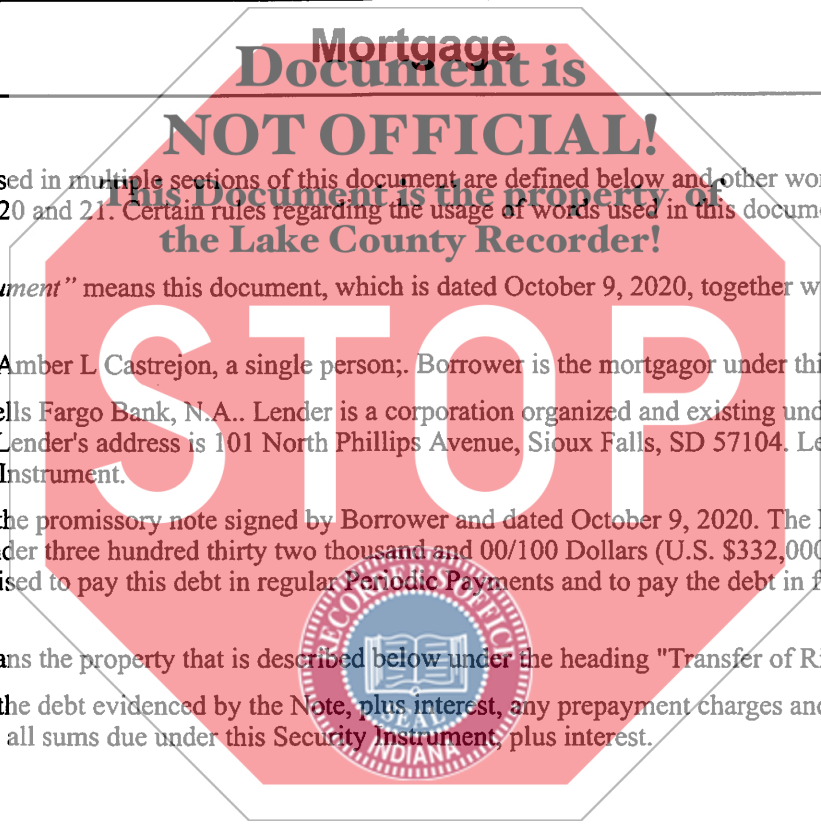 Mortgage
Document is
NOT OFFICIAL!
sed in multiple sections of this document are defined below and other wor
This Document is the property of
20 and 21. Certain rules regarding the usage of words used in this docume
the Lake County Recorder!
ument" means this document, which is dated October 9, 2020, together w
STOP
Amber L Castrejon, a single person;. Borrower is the mortgagor under thi
ells Fargo Bank, N.A.. Lender is a corporation organized and existing und
Lender's address is 101 North Phillips Avenue, Sioux Falls, SD 57104. Le
Instrument.
the promissory note signed by Borrower and dated October 9, 2020. The
der three hundred thirty two thousand and 00/100 Dollars (U.S. $332,000
ised to pay this debt in regular Periodic Payments and to pay the debt in f
RECORDER'S OFFICE
ans the property that is described below under the heading "Transfer of Ri
the debt evidenced by the Note, plus interest, any prepayment charges and
SEAL
all sums due under this Security Instrument, plus interest.
INDIANA